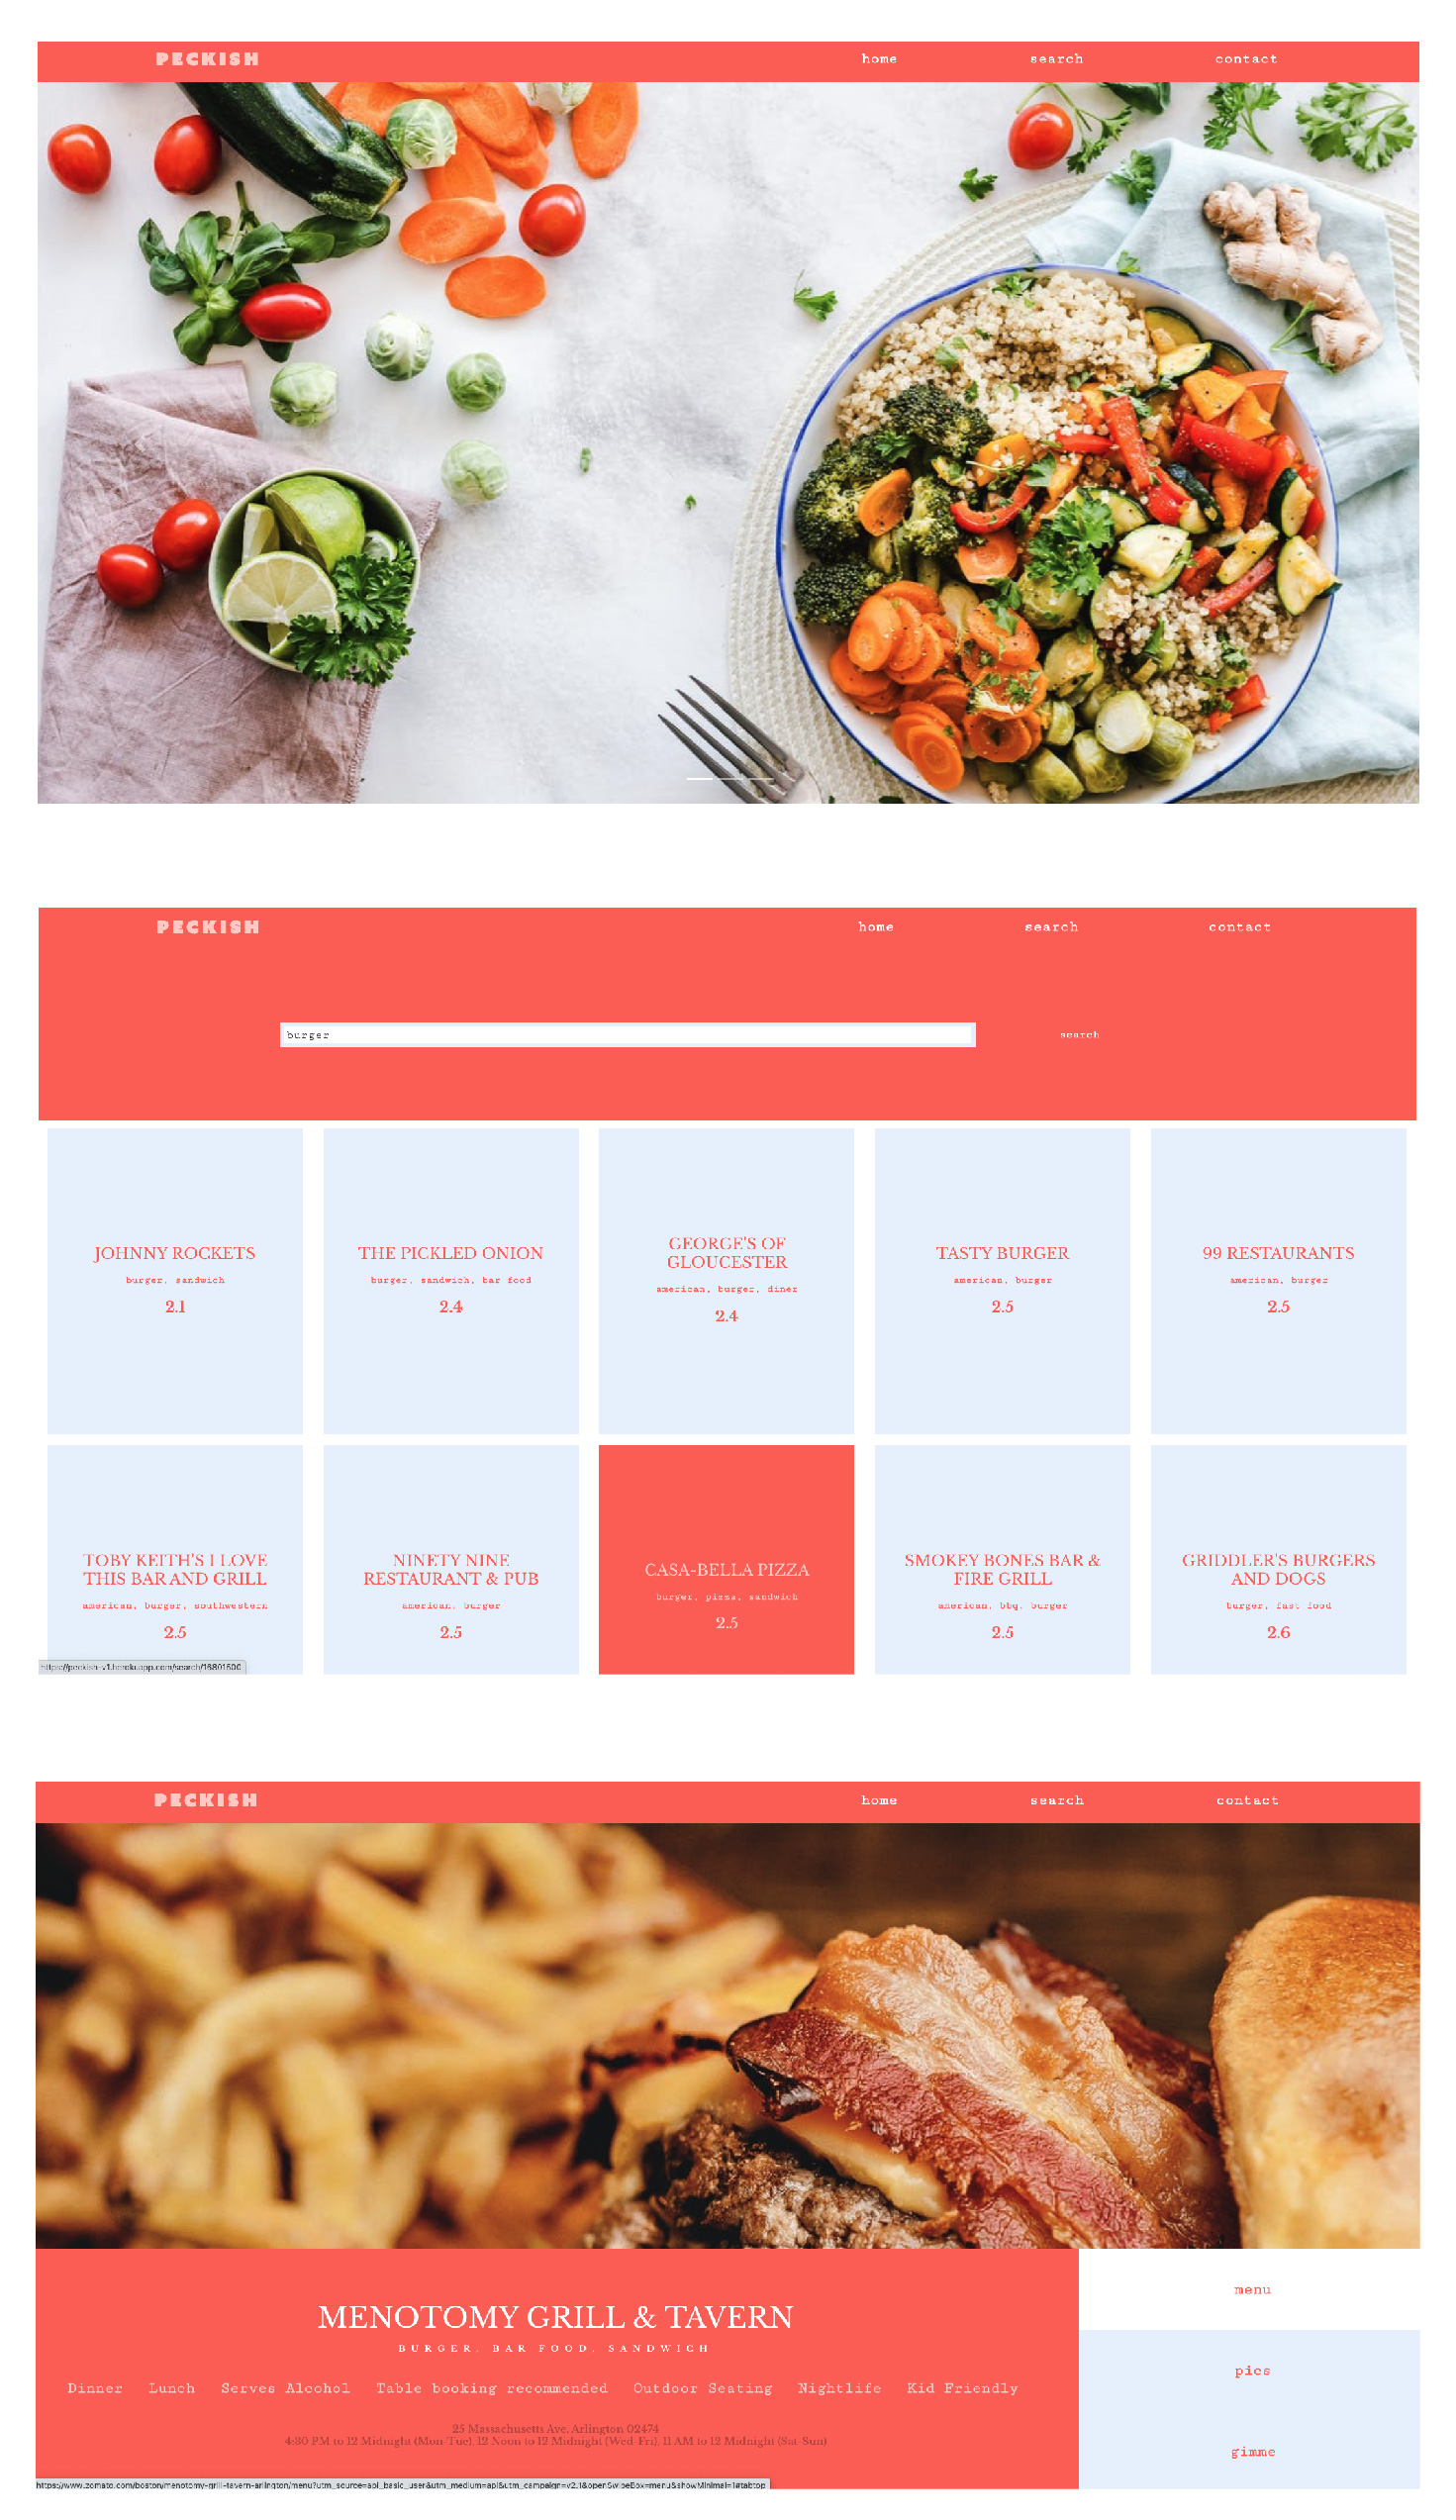 PECKISH home search contact
PECKISH home search contact
burger search
JOHNNY ROCKETS
burger, sandwich
2.1
THE PICKLED ONION
burger, sandwich, bar food
2.4
GEORGE'S OF
GLOUCESTER
american, burger, diner
2.4
TASTY BURGER
american, burger
2.5
99 RESTAURANTS
american, burger
2.5
TOBY KEITH'S I LOVE
THIS BAR AND GRILL
american, burger, southwestern
2.5
NINETY NINE
RESTAURANT & PUB
american, burger
2.5
CASA-BELLA PIZZA
burger, pizza, sandwich
2.5
SMOKEY BONES BAR &
FIRE GRILL
american, bbq, burger
2.5
GRIDDLER'S BURGERS
AND DOGS
burger, fast food
2.6
https://peckish-v1.herokuapp.com/search/16801500
PECKISH home search contact
MENOTOMY GRILL & TAVERN
BURGER, BAR FOOD, SANDWICH
Dinner Lunch Serves Alcohol Table booking recommended Outdoor Seating Nightlife Kid Friendly
25 Massachusetts Ave, Arlington 02474
4:30 PM to 12 Midnight (Mon-Tue), 12 Noon to 12 Midnight (Wed-Fri), 11 AM to 12 Midnight (Sat-Sun)
menu
pics
gimme
https://www.zomato.com/boston/menotomy-grill-tavern-arlington/menu?utm_source=api_basic_user&utm_medium=api&utm_campaign=v2.1&openSwipeBox=menu&showMinimal=1#tabtop